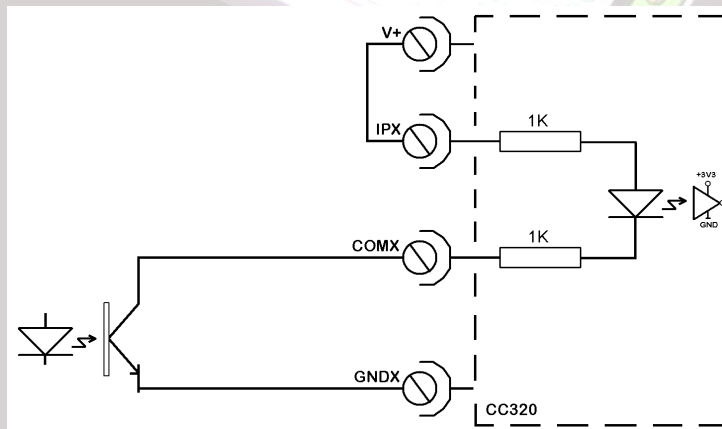 V+
IPX
1K
+3V3
GND
1K
COMX
GNDX
CC320